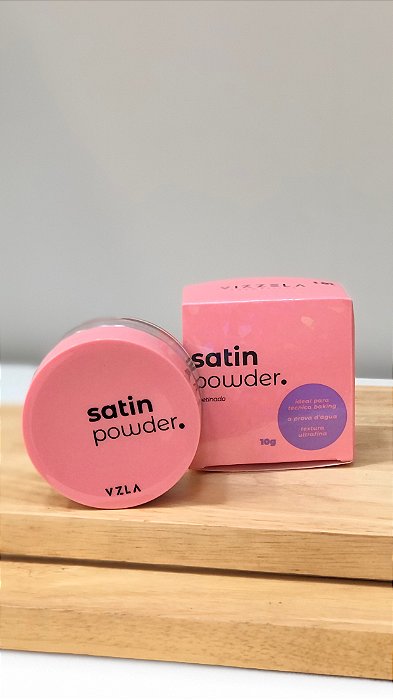 VIZZELA
satin
powder.
ideal para
técnica baking
à prova d'água
textura
ultrafina
10g
satin
powder.
VZLA